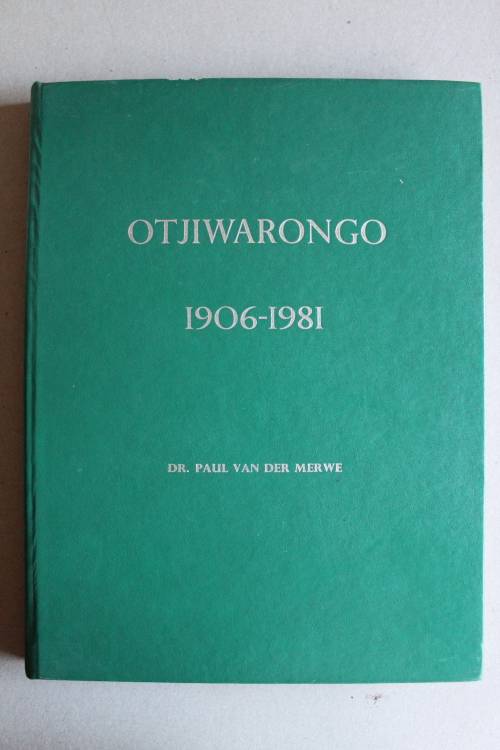 OTJIWARONGO
1906-1981
DR. PAUL VAN DER MERWE